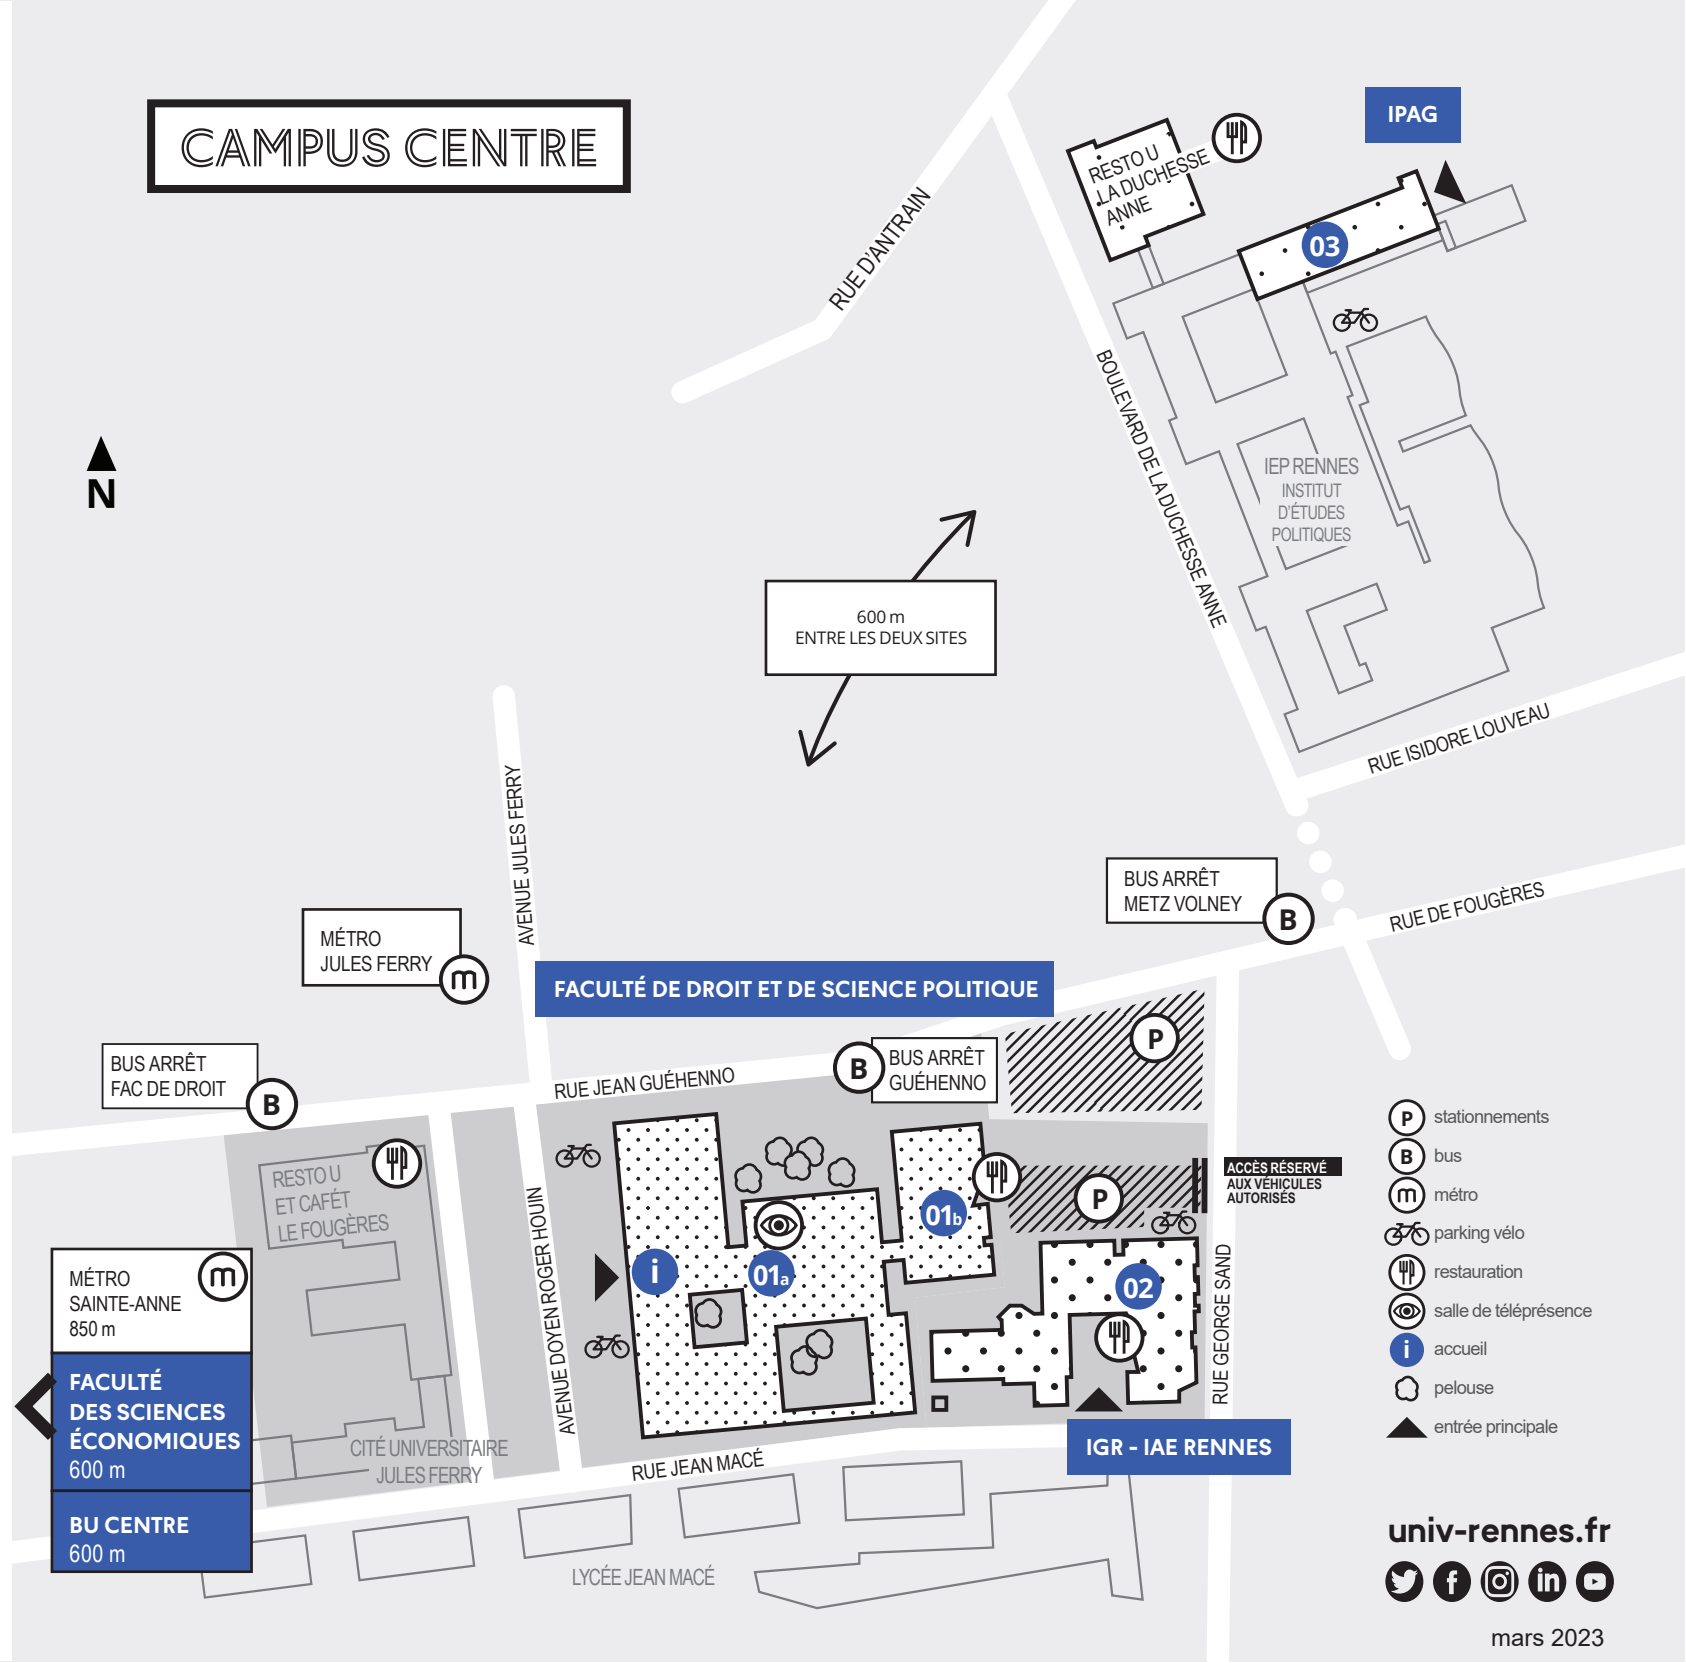 CAMPUS CENTRE
IPAG
RESTO U
LA DUCHESSE
ANNE
03
RUE D'ANTRAIN
BOULEVARD DE LA DUCHESSE ANNE
N
IEP RENNES
INSTITUT
D'ÉTUDES
POLITIQUES
600 m
ENTRE LES DEUX SITES
RUE ISIDORE LOUVEAU
AVENUE JULES FERRY
BUS ARRÊT
METZ VOLNEY
B
RUE DE FOUGÈRES
MÉTRO
JULES FERRY
m
FACULTÉ DE DROIT ET DE SCIENCE POLITIQUE
P
BUS ARRÊT
FAC DE DROIT
B
RUE JEAN GUÉHENNO
B
BUS ARRÊT
GUÉHENNO
RESTO U
ET CAFÉT
LE FOUGÈRES
P
ACCÈS RÉSERVÉ
AUX VÉHICULES
AUTORISÉS
AVENUE DOYEN ROGER HOUIN
i
01a
01b
02
RUE GEORGE SAND
P stationnements
B bus
m métro
parking vélo
restauration
salle de téléprésence
i accueil
pelouse
entrée principale
MÉTRO
SAINTE-ANNE
850 m
m
FACULTÉ
DES SCIENCES
ÉCONOMIQUES
600 m
BU CENTRE
600 m
CITÉ UNIVERSITAIRE
JULES FERRY
RUE JEAN MACÉ
IGR - IAE RENNES
LYCÉE JEAN MACÉ
univ-rennes.fr
f
in
mars 2023